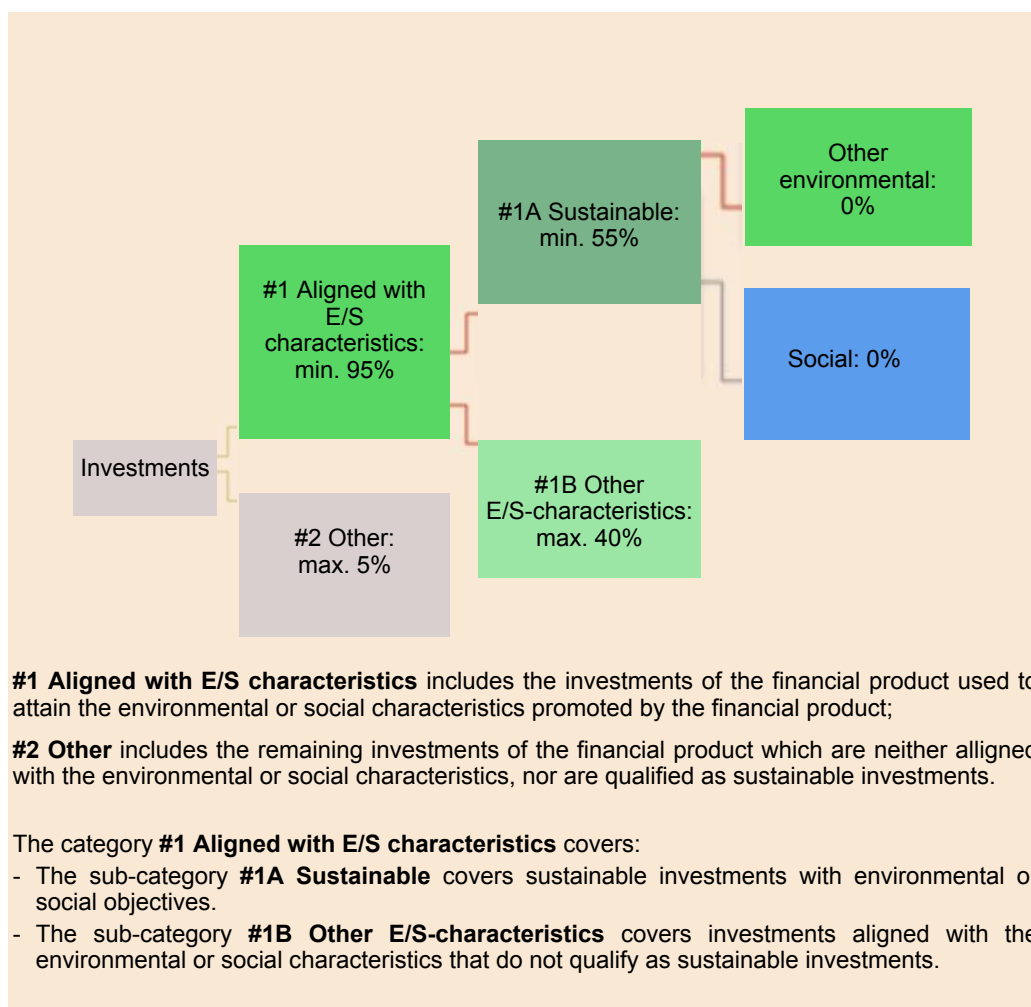 Other
environmental:
0%
#1A Sustainable:
min. 55%
#1 Aligned with
E/S
characteristics:
min. 95%
Social: 0%
Investments
#1B Other
E/S-characteristics:
max. 40%
#2 Other:
max. 5%
#1 Aligned with E/S characteristics includes the investments of the financial product used to
attain the environmental or social characteristics promoted by the financial product;
#2 Other includes the remaining investments of the financial product which are neither alligned
with the environmental or social characteristics, nor are qualified as sustainable investments.
The category #1 Aligned with E/S characteristics covers:
- The sub-category #1A Sustainable covers sustainable investments with environmental or
social objectives.
- The sub-category #1B Other E/S-characteristics covers investments aligned with the
environmental or social characteristics that do not qualify as sustainable investments.